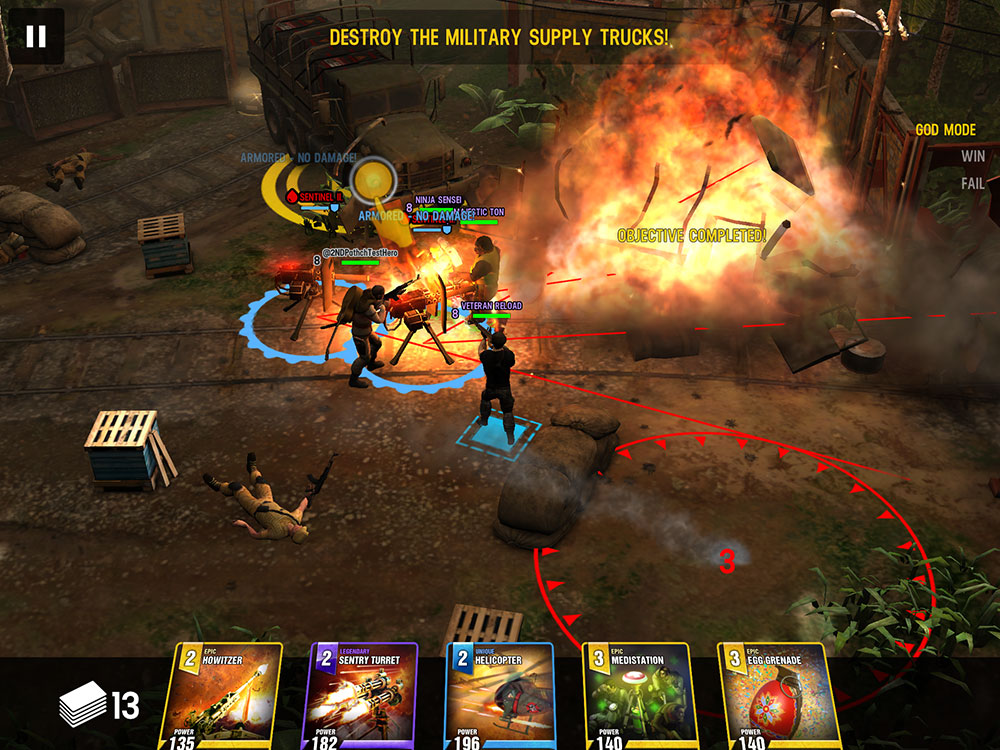 DESTROY THE MILITARY SUPPLY TRUCKS!
GOD MODE
WIN
FAIL
ARMORED - NO DAMAGE!
SENTINEL
NINJA SENSEI
8
ARMORED - NO DAMAGE!
OBJECTIVE COMPLETED!
@2NDPathchTestHero
8
VETERAN RELOAD
8
3
13
2 EPIC HOWITZER
POWER 135
2 LEGENDARY SENTRY TURRET
POWER 182
2 UNIQUE HELICOPTER
POWER 196
3 EPIC MEDISTATION
POWER 140
3 EPIC EGG GRENADE
POWER 140